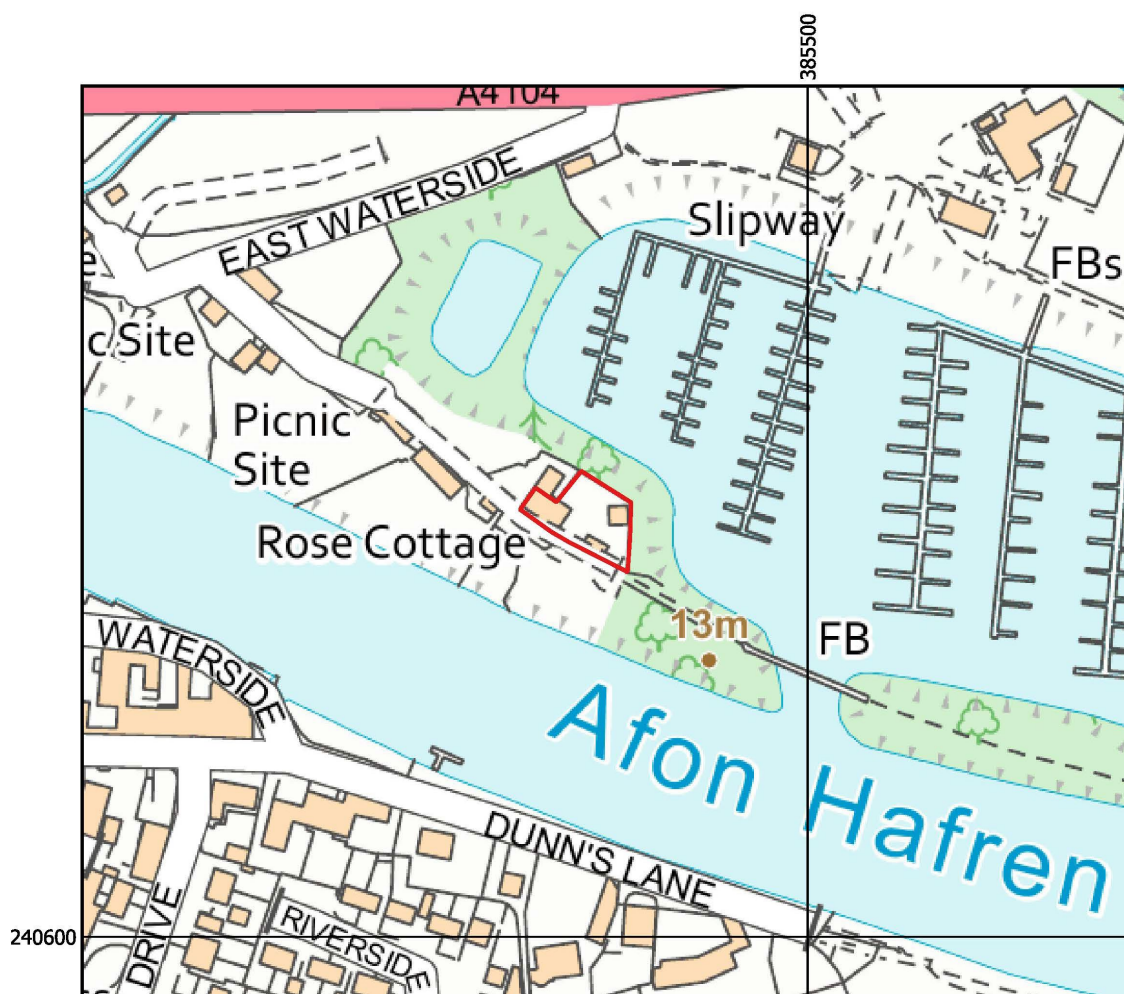 385500
A4104
EAST WATERSIDE
Slipway
FBs
e
c Site
Picnic
Site
Rose Cottage
13m
FB
WATERSIDE
Afon Hafren
DUNN'S LANE
DRIVE
RIVERSIDE
240600